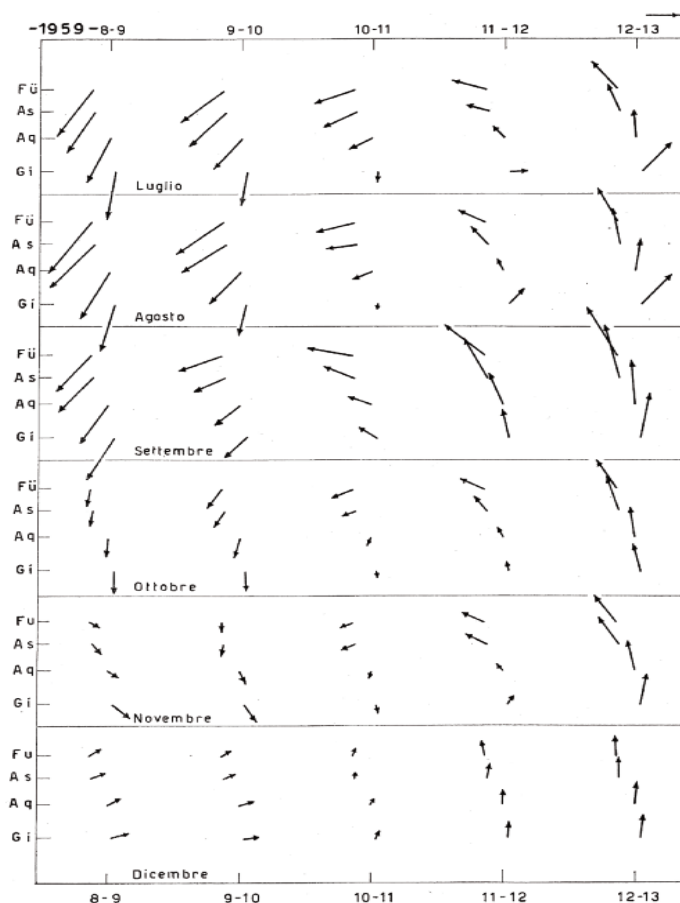 -1959- 8-9 9-10 10-11 11-12 12-13
Fü
As
Aq
Gi
Luglio
Fü
As
Aq
Gi
Agosto
Fü
As
Aq
Gi
Settembre
Fü
As
Aq
Gi
Ottobre
Fu
As
Aq
Gi
Novembre
Fu
As
Aq
Gi
Dicembre
8-9 9-10 10-11 11-12 12-13